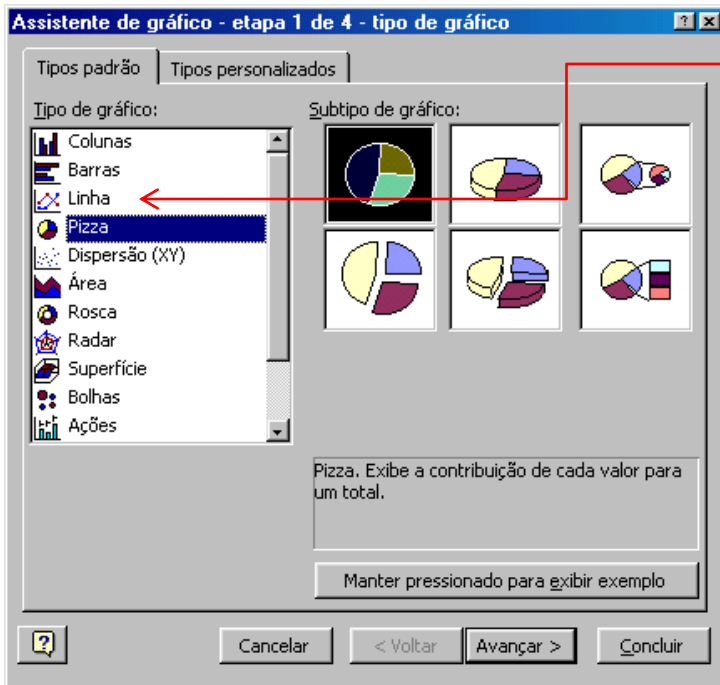 Assistente de gráfico - etapa 1 de 4 - tipo de gráfico
Tipos padrão
Tipos personalizados
Tipo de gráfico:
Subtipo de gráfico:
Colunas
Barras
Linha
Pizza
Dispersão (XY)
Área
Rosca
Radar
Superfície
Bolhas
Ações
Pizza. Exibe a contribuição de cada valor para
um total.
Manter pressionado para exibir exemplo
Cancelar
< Voltar
Avançar >
Concluir